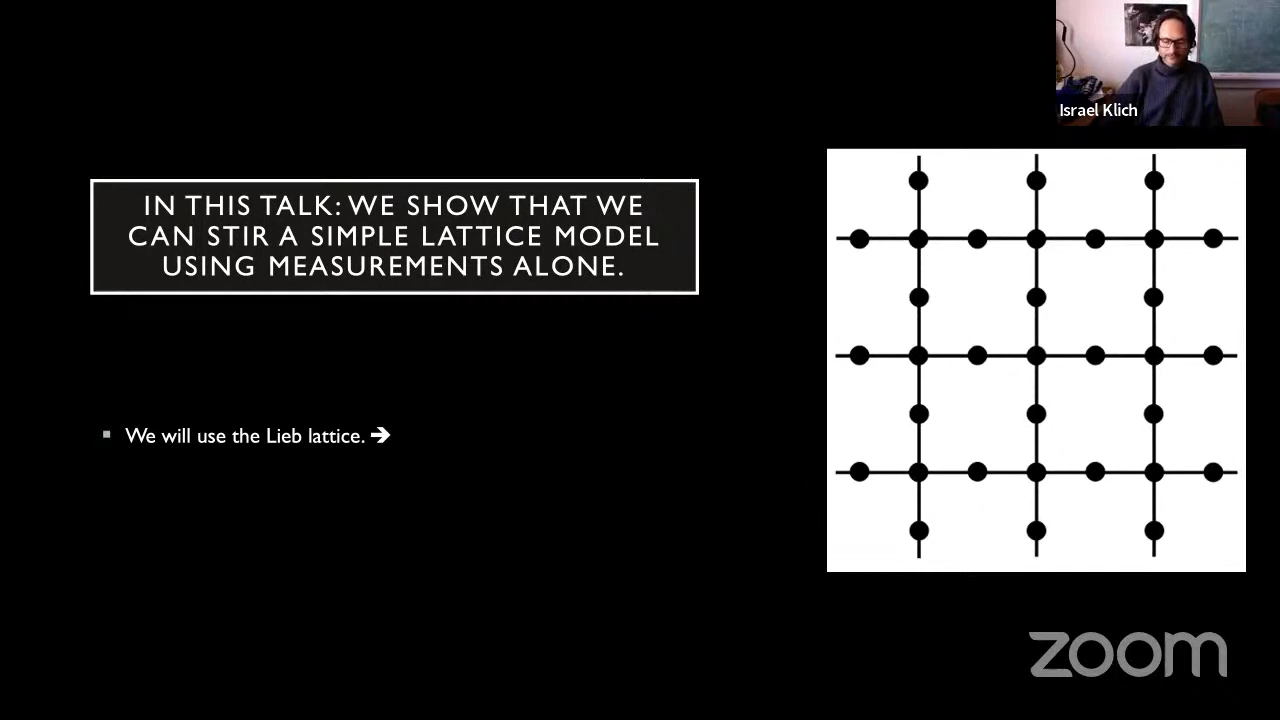 Israel Klich
IN THIS TALK: WE SHOW THAT WE
CAN STIR A SIMPLE LATTICE MODEL
USING MEASUREMENTS ALONE.
We will use the Lieb lattice. →
zoom